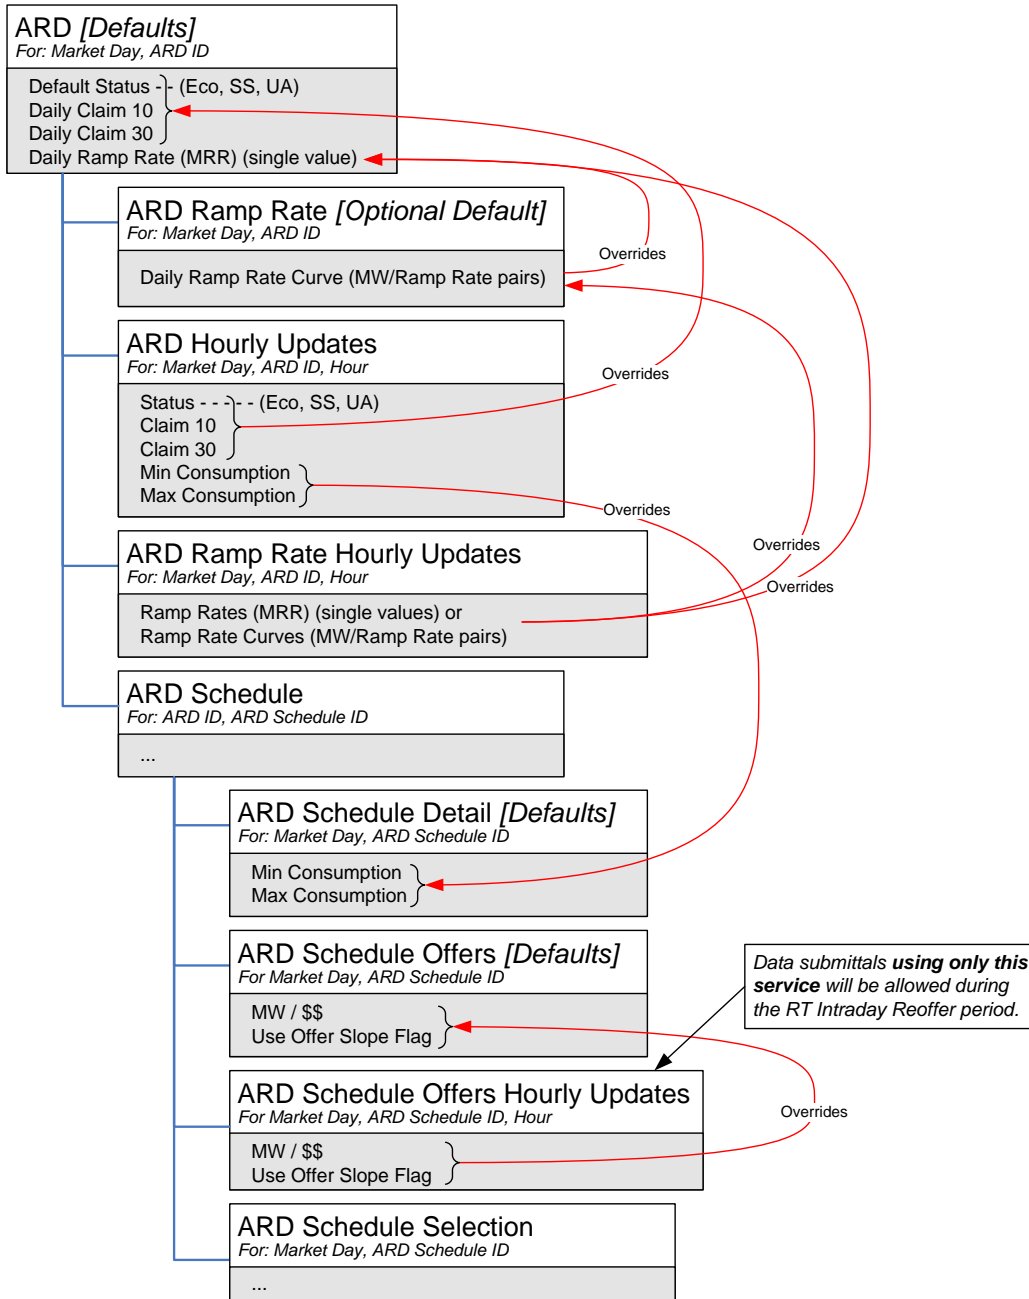 ARD [Defaults]
For: Market Day, ARD ID
Default Status - - (Eco, SS, UA)
Daily Claim 10
Daily Claim 30
Daily Ramp Rate (MRR) (single value)
ARD Ramp Rate [Optional Default]
For: Market Day, ARD ID
Daily Ramp Rate Curve (MW/Ramp Rate pairs)
Overrides
ARD Hourly Updates
For: Market Day, ARD ID, Hour
Status - - - - - (Eco, SS, UA)
Claim 10
Claim 30
Min Consumption
Max Consumption
Overrides
Overrides
ARD Ramp Rate Hourly Updates
For: Market Day, ARD ID, Hour
Ramp Rates (MRR) (single values) or
Ramp Rate Curves (MW/Ramp Rate pairs)
Overrides
Overrides
ARD Schedule
For: ARD ID, ARD Schedule ID
...
ARD Schedule Detail [Defaults]
For: Market Day, ARD Schedule ID
Min Consumption
Max Consumption
ARD Schedule Offers [Defaults]
For Market Day, ARD Schedule ID
MW / $$
Use Offer Slope Flag
Data submittals using only this
service will be allowed during
the RT Intraday Reoffer period.
ARD Schedule Offers Hourly Updates
For Market Day, ARD Schedule ID, Hour
MW / $$
Use Offer Slope Flag
Overrides
ARD Schedule Selection
For: Market Day, ARD Schedule ID
...